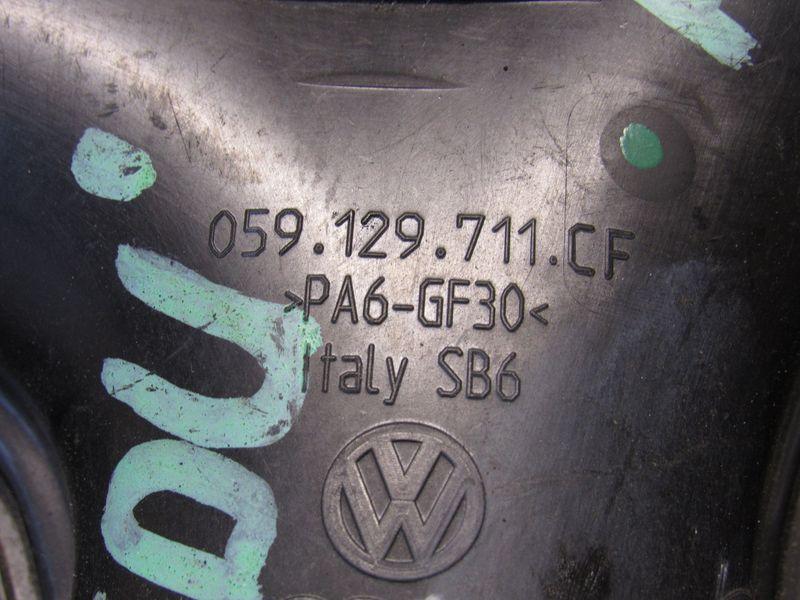 059.129.711.CF
>PA6-GF30<
Italy SB6